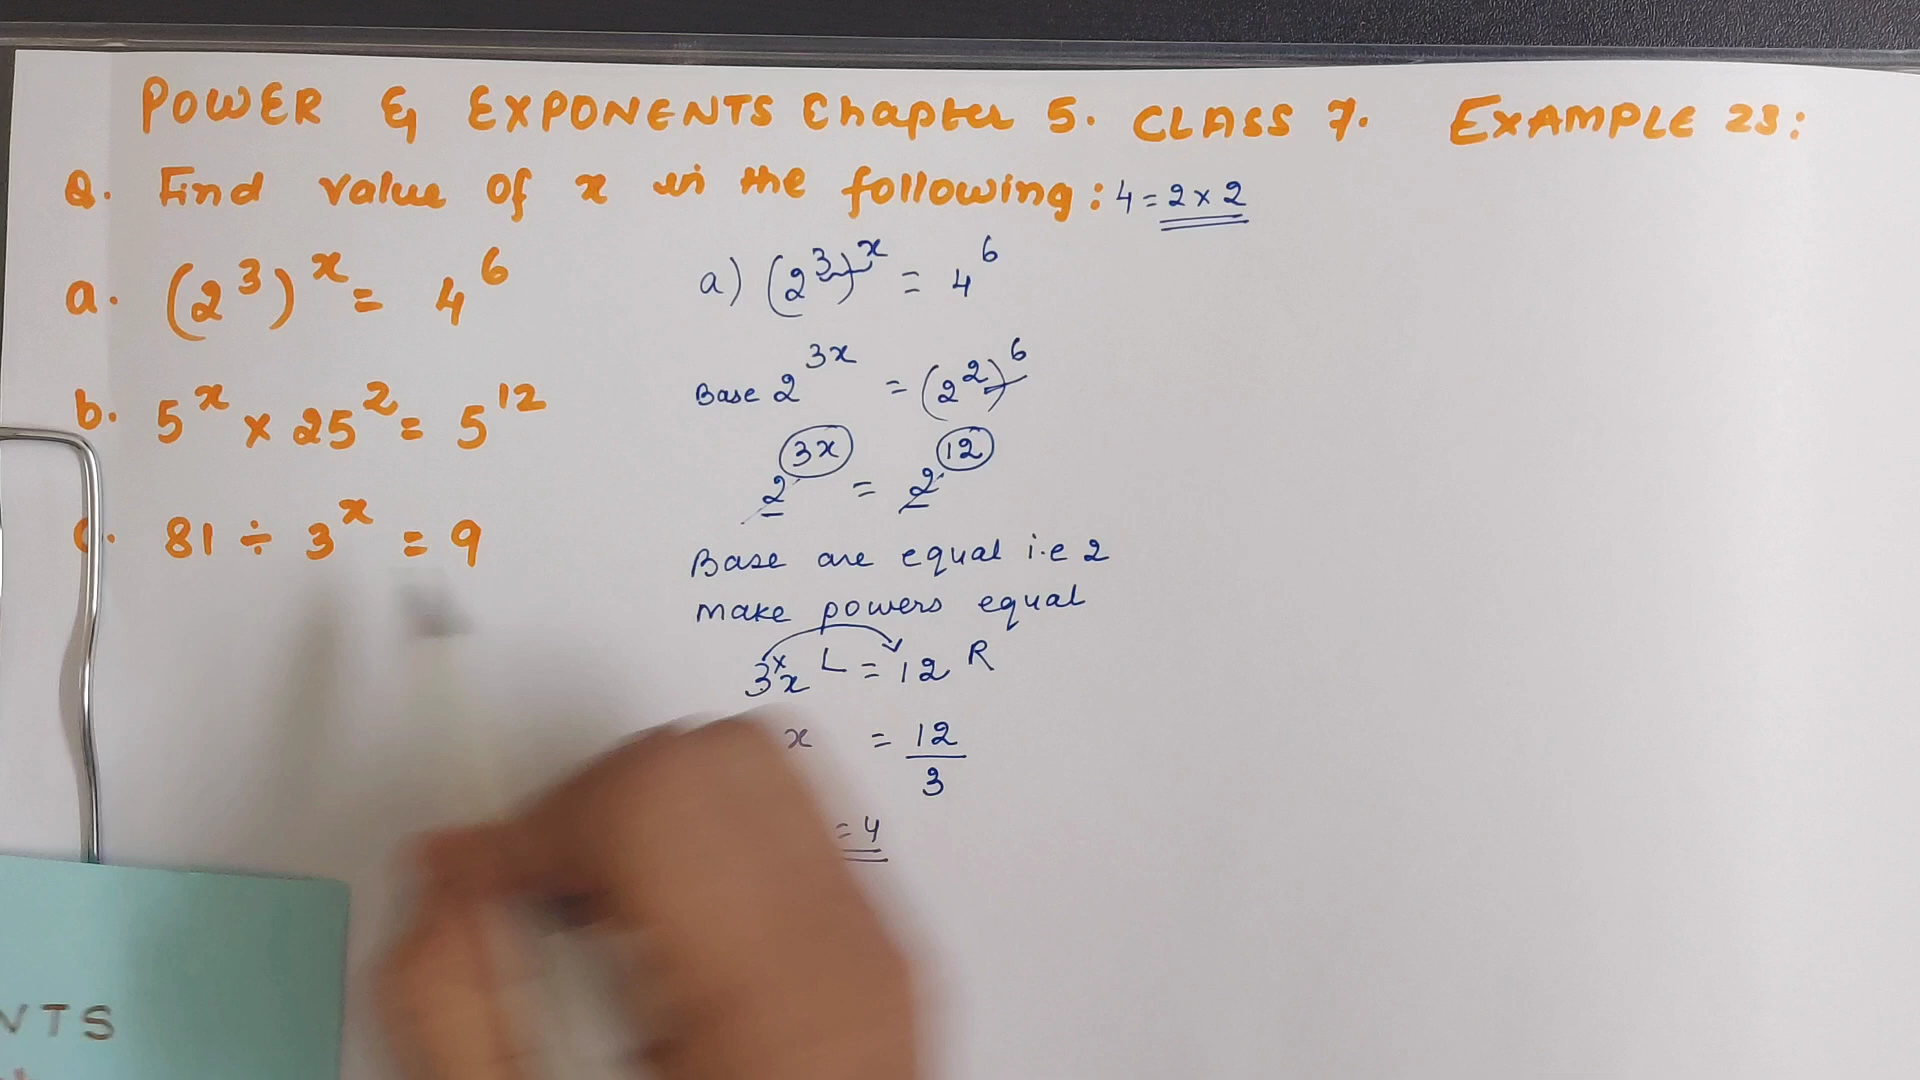 POWER & EXPONENTS Chapter 5. CLASS 7. EXAMPLE 23:
Q. Find value of x in the following: 4 = 2 x 2
a. (2³)ˣ = 4⁶
b. 5ˣ x 25² = 5¹²
c. 81 ÷ 3ˣ = 9
a) (2³)ˣ = 4⁶
Base 2³ˣ = (2²)⁶
2³ˣ = 2¹²
Base are equal i.e 2
make powers equal
3 x x L = 12 R
x = 12/3
= 4
NTS